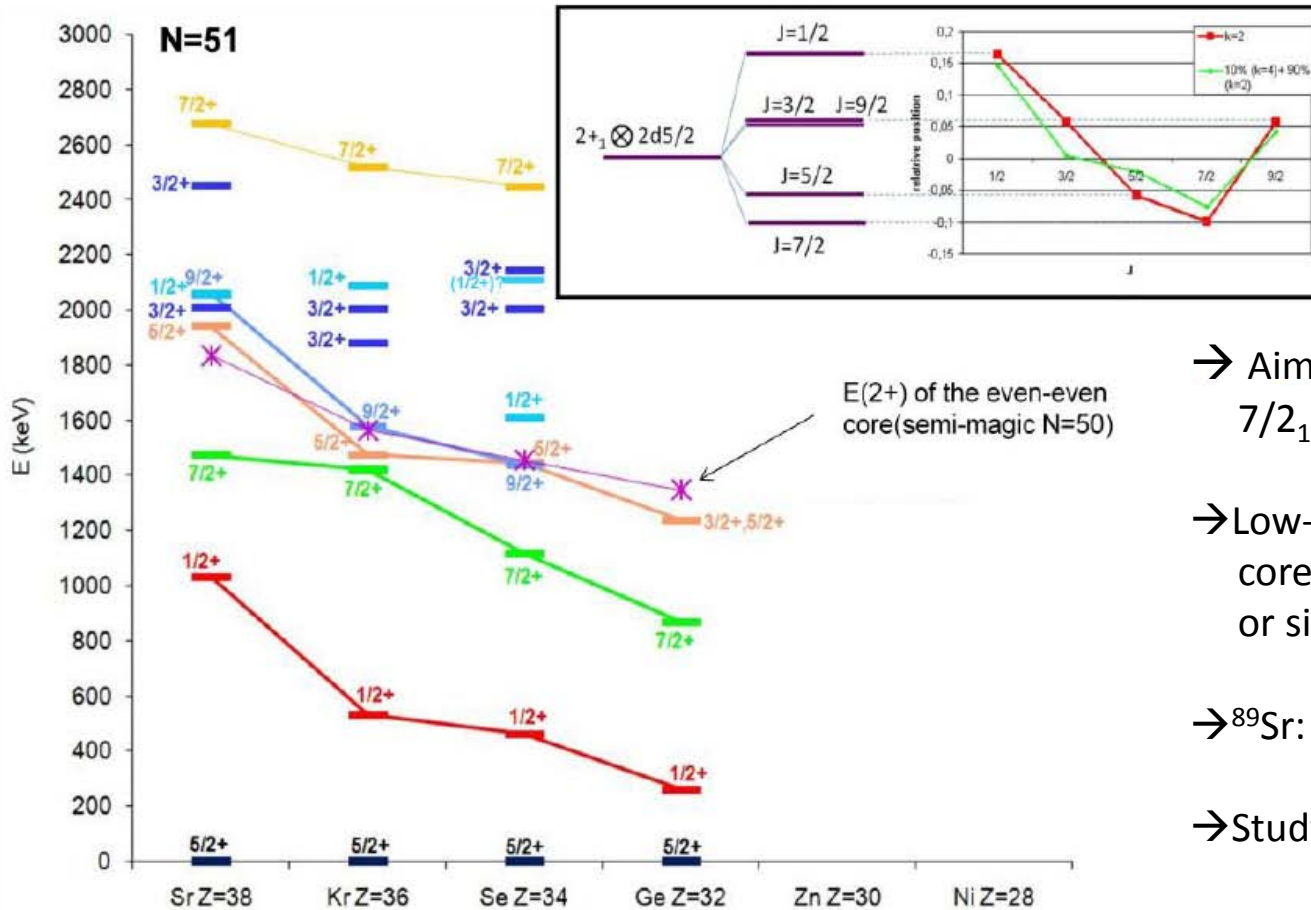 N=51
3000
2800
2600
2400
2200
2000
1800
1600
1400
1200
1000
800
600
400
200
0
E (keV)
7/2+
7/2+
7/2+
3/2+
1/2+
9/2+
3/2+
5/2+
7/2+
1/2+
5/2+
1/2+
3/2+
3/2+
9/2+
5/2+
7/2+
1/2+
5/2+
3/2+
(1/2+)?
3/2+
1/2+
5/2+
9/2+
7/2+
1/2+
5/2+
3/2+,5/2+
7/2+
1/2+
5/2+
Sr Z=38 Kr Z=36 Se Z=34 Ge Z=32 Zn Z=30 Ni Z=28
2+₁ ⊗ 2d5/2
J=1/2
J=3/2 J=9/2
J=5/2
J=7/2
relatrive position
0,2
0,15
0,1
0,05
0
-0,05
-0,1
-0,15
1/2 3/2 5/2 7/2 9/2
J
k=2
10% (k=4)+ 90%
(k=2)
E(2+) of the even-even
core(semi-magic N=50)
→ Aim
7/2₁
→Low-
core
or si
→⁸⁹Sr:
→Stud